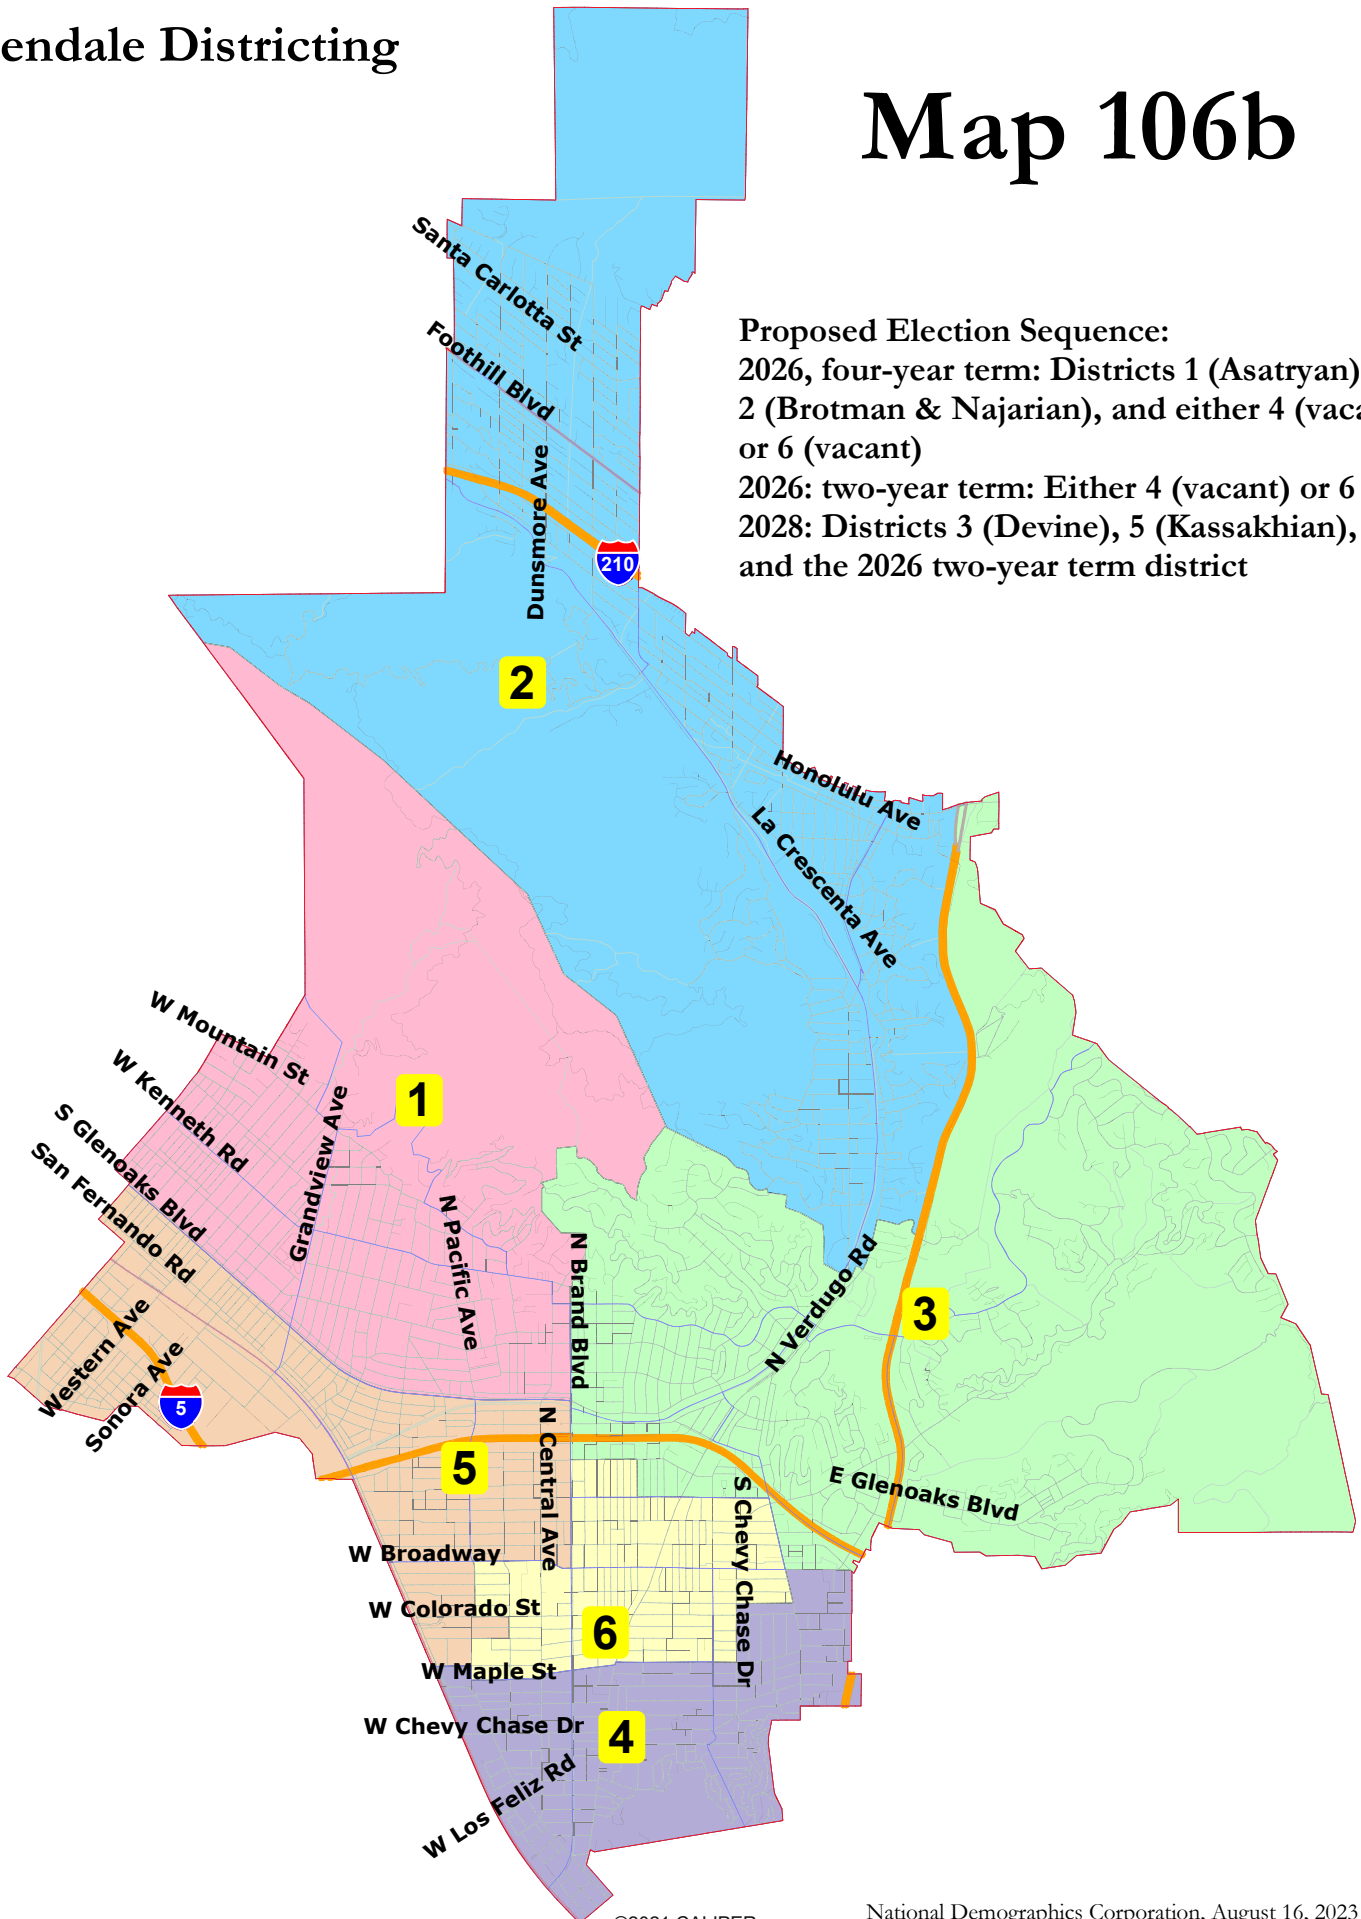 endale Districting
Map 106b
Proposed Election Sequence:
2026, four-year term: Districts 1 (Asatryan)
2 (Brotman & Najarian), and either 4 (vaca
or 6 (vacant)
2026: two-year term: Either 4 (vacant) or 6
2028: Districts 3 (Devine), 5 (Kassakhian),
and the 2026 two-year term district
Santa Carlotta St
Foothill Blvd
Dunsmore Ave
210
2
Honolulu Ave
La Crescenta Ave
W Mountain St
W Kenneth Rd
1
Grandview Ave
S Glenoaks Blvd
San Fernando Rd
N Pacific Ave
N Brand Blvd
N Verdugo Rd
3
Western Ave
Sonora Ave
5
N Central Ave
5
S Chevy Chase Dr
E Glenoaks Blvd
W Broadway
W Colorado St
6
W Maple St
W Chevy Chase Dr
4
W Los Feliz Rd
©2021 CALIPER
National Demographics Corporation, August 16, 2023